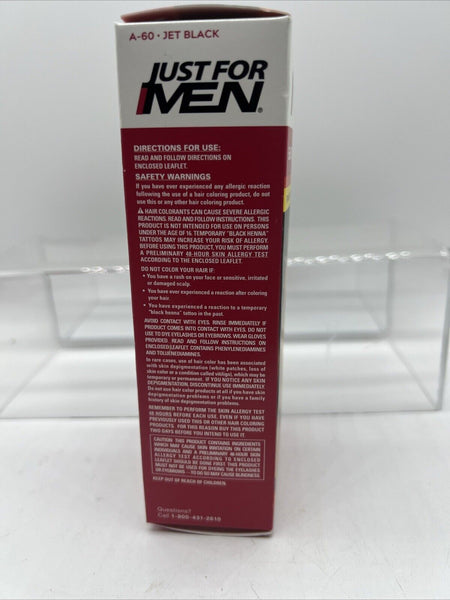 A-60 • JET BLACK
JUST FOR
MEN®
DIRECTIONS FOR USE:
READ AND FOLLOW DIRECTIONS ON
ENCLOSED LEAFLET.
SAFETY WARNINGS
If you have ever experienced any allergic reaction
following the use of a hair coloring product, do not
use this or any other hair coloring product.
⚠ HAIR COLORANTS CAN CAUSE SEVERE ALLERGIC
REACTIONS. READ AND FOLLOW INSTRUCTIONS. THIS
PRODUCT IS NOT INTENDED FOR USE ON PERSONS
UNDER THE AGE OF 16. TEMPORARY "BLACK HENNA"
TATTOOS MAY INCREASE YOUR RISK OF ALLERGY.
BEFORE USING THIS PRODUCT, YOU MUST PERFORM
A PRELIMINARY 48-HOUR SKIN ALLERGY TEST
ACCORDING TO THE ENCLOSED LEAFLET.
DO NOT COLOR YOUR HAIR IF:
• You have a rash on your face or sensitive, irritated
or damaged scalp.
• You have ever experienced a reaction after coloring
your hair.
• You have experienced a reaction to a temporary
"black henna" tattoo in the past.
AVOID CONTACT WITH EYES. RINSE IMMEDIATELY IF
PRODUCT COMES INTO CONTACT WITH EYES. DO NOT
USE TO DYE EYELASHES OR EYEBROWS. WEAR GLOVES
PROVIDED. READ AND FOLLOW INSTRUCTIONS ON
ENCLOSED LEAFLET. CONTAINS PHENYLENEDIAMINES
AND TOLUENEDIAMINES.
In rare cases, use of hair color has been associated
with skin depigmentation (white patches, loss of
skin color or a condition called vitiligo), which may be
temporary or permanent. IF YOU NOTICE ANY SKIN
DEPIGMENTATION, DISCONTINUE USE IMMEDIATELY.
Do not use hair color products at all if you have skin
depigmentation problems or if you have a family
history of skin depigmentation problems.
REMEMBER TO PERFORM THE SKIN ALLERGY TEST
48 HOURS BEFORE EACH USE, EVEN IF YOU HAVE
PREVIOUSLY USED THIS OR OTHER HAIR COLORING
PRODUCTS. FOR THIS REASON BUY THIS PRODUCT
TWO DAYS BEFORE YOU INTEND TO USE IT.
CAUTION: THIS PRODUCT CONTAINS INGREDIENTS
WHICH MAY CAUSE SKIN IRRITATION ON CERTAIN
INDIVIDUALS AND A PRELIMINARY 48-HOUR SKIN
ALLERGY TEST ACCORDING TO ENCLOSED
LEAFLET SHOULD BE DONE FIRST. THIS PRODUCT
MUST NOT BE USED FOR DYEING THE EYELASHES
OR EYEBROWS — TO DO SO MAY CAUSE BLINDNESS.
KEEP OUT OF REACH OF CHILDREN.
Questions?
Call 1-800-431-2610